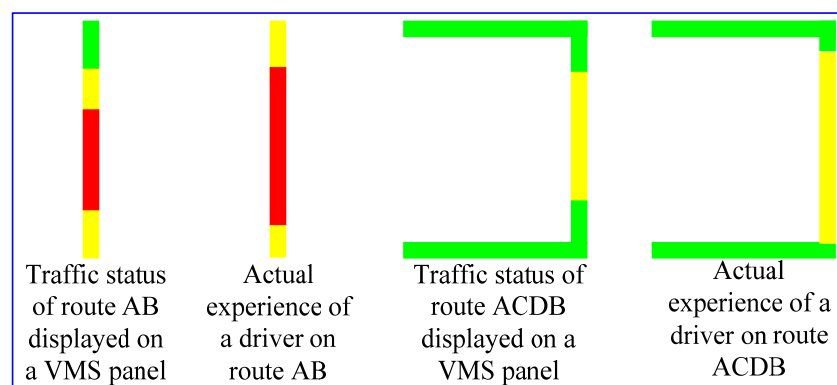 Traffic status
of route AB
displayed on
a VMS panel
Actual
experience of
a driver on
route AB
Traffic status of
route ACDB
displayed on a
VMS panel
Actual
experience of a
driver on route
ACDB